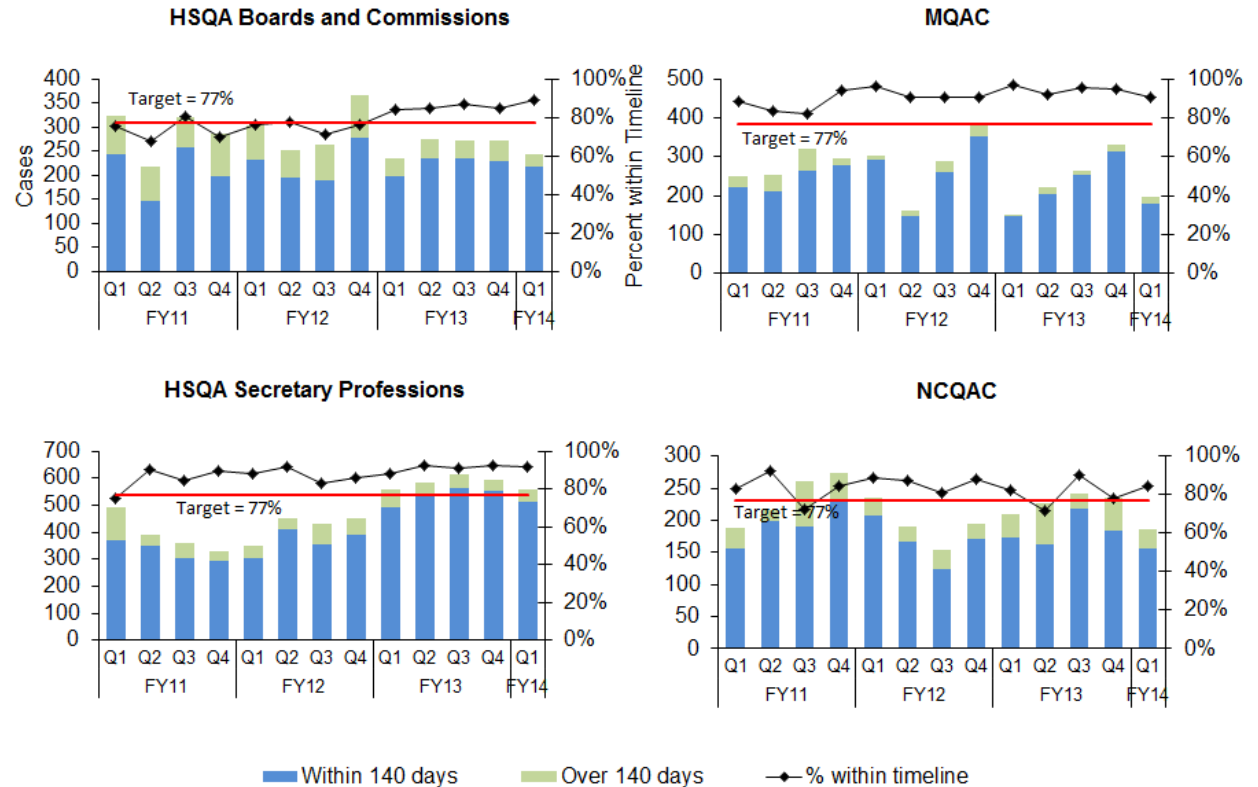 HSQA Boards and Commissions
400
350
300
250
200
150
100
50
0
Cases
Target = 77%
100%
80%
60%
40%
20%
0%
Percent within Timeline
Q1 Q2 Q3 Q4 Q1 Q2 Q3 Q4 Q1 Q2 Q3 Q4 Q1
FY11 FY12 FY13 FY14
MQAC
500
400
300
200
100
0
Target = 77%
100%
80%
60%
40%
20%
0%
Q1 Q2 Q3 Q4 Q1 Q2 Q3 Q4 Q1 Q2 Q3 Q4 Q1
FY11 FY12 FY13 FY14
HSQA Secretary Professions
700
600
500
400
300
200
100
0
Target = 77%
100%
80%
60%
40%
20%
0%
Q1 Q2 Q3 Q4 Q1 Q2 Q3 Q4 Q1 Q2 Q3 Q4 Q1
FY11 FY12 FY13 FY14
NCQAC
300
250
200
150
100
50
0
Target = 77%
100%
80%
60%
40%
20%
0%
Q1 Q2 Q3 Q4 Q1 Q2 Q3 Q4 Q1 Q2 Q3 Q4 Q1
FY11 FY12 FY13 FY14
Within 140 days Over 140 days % within timeline